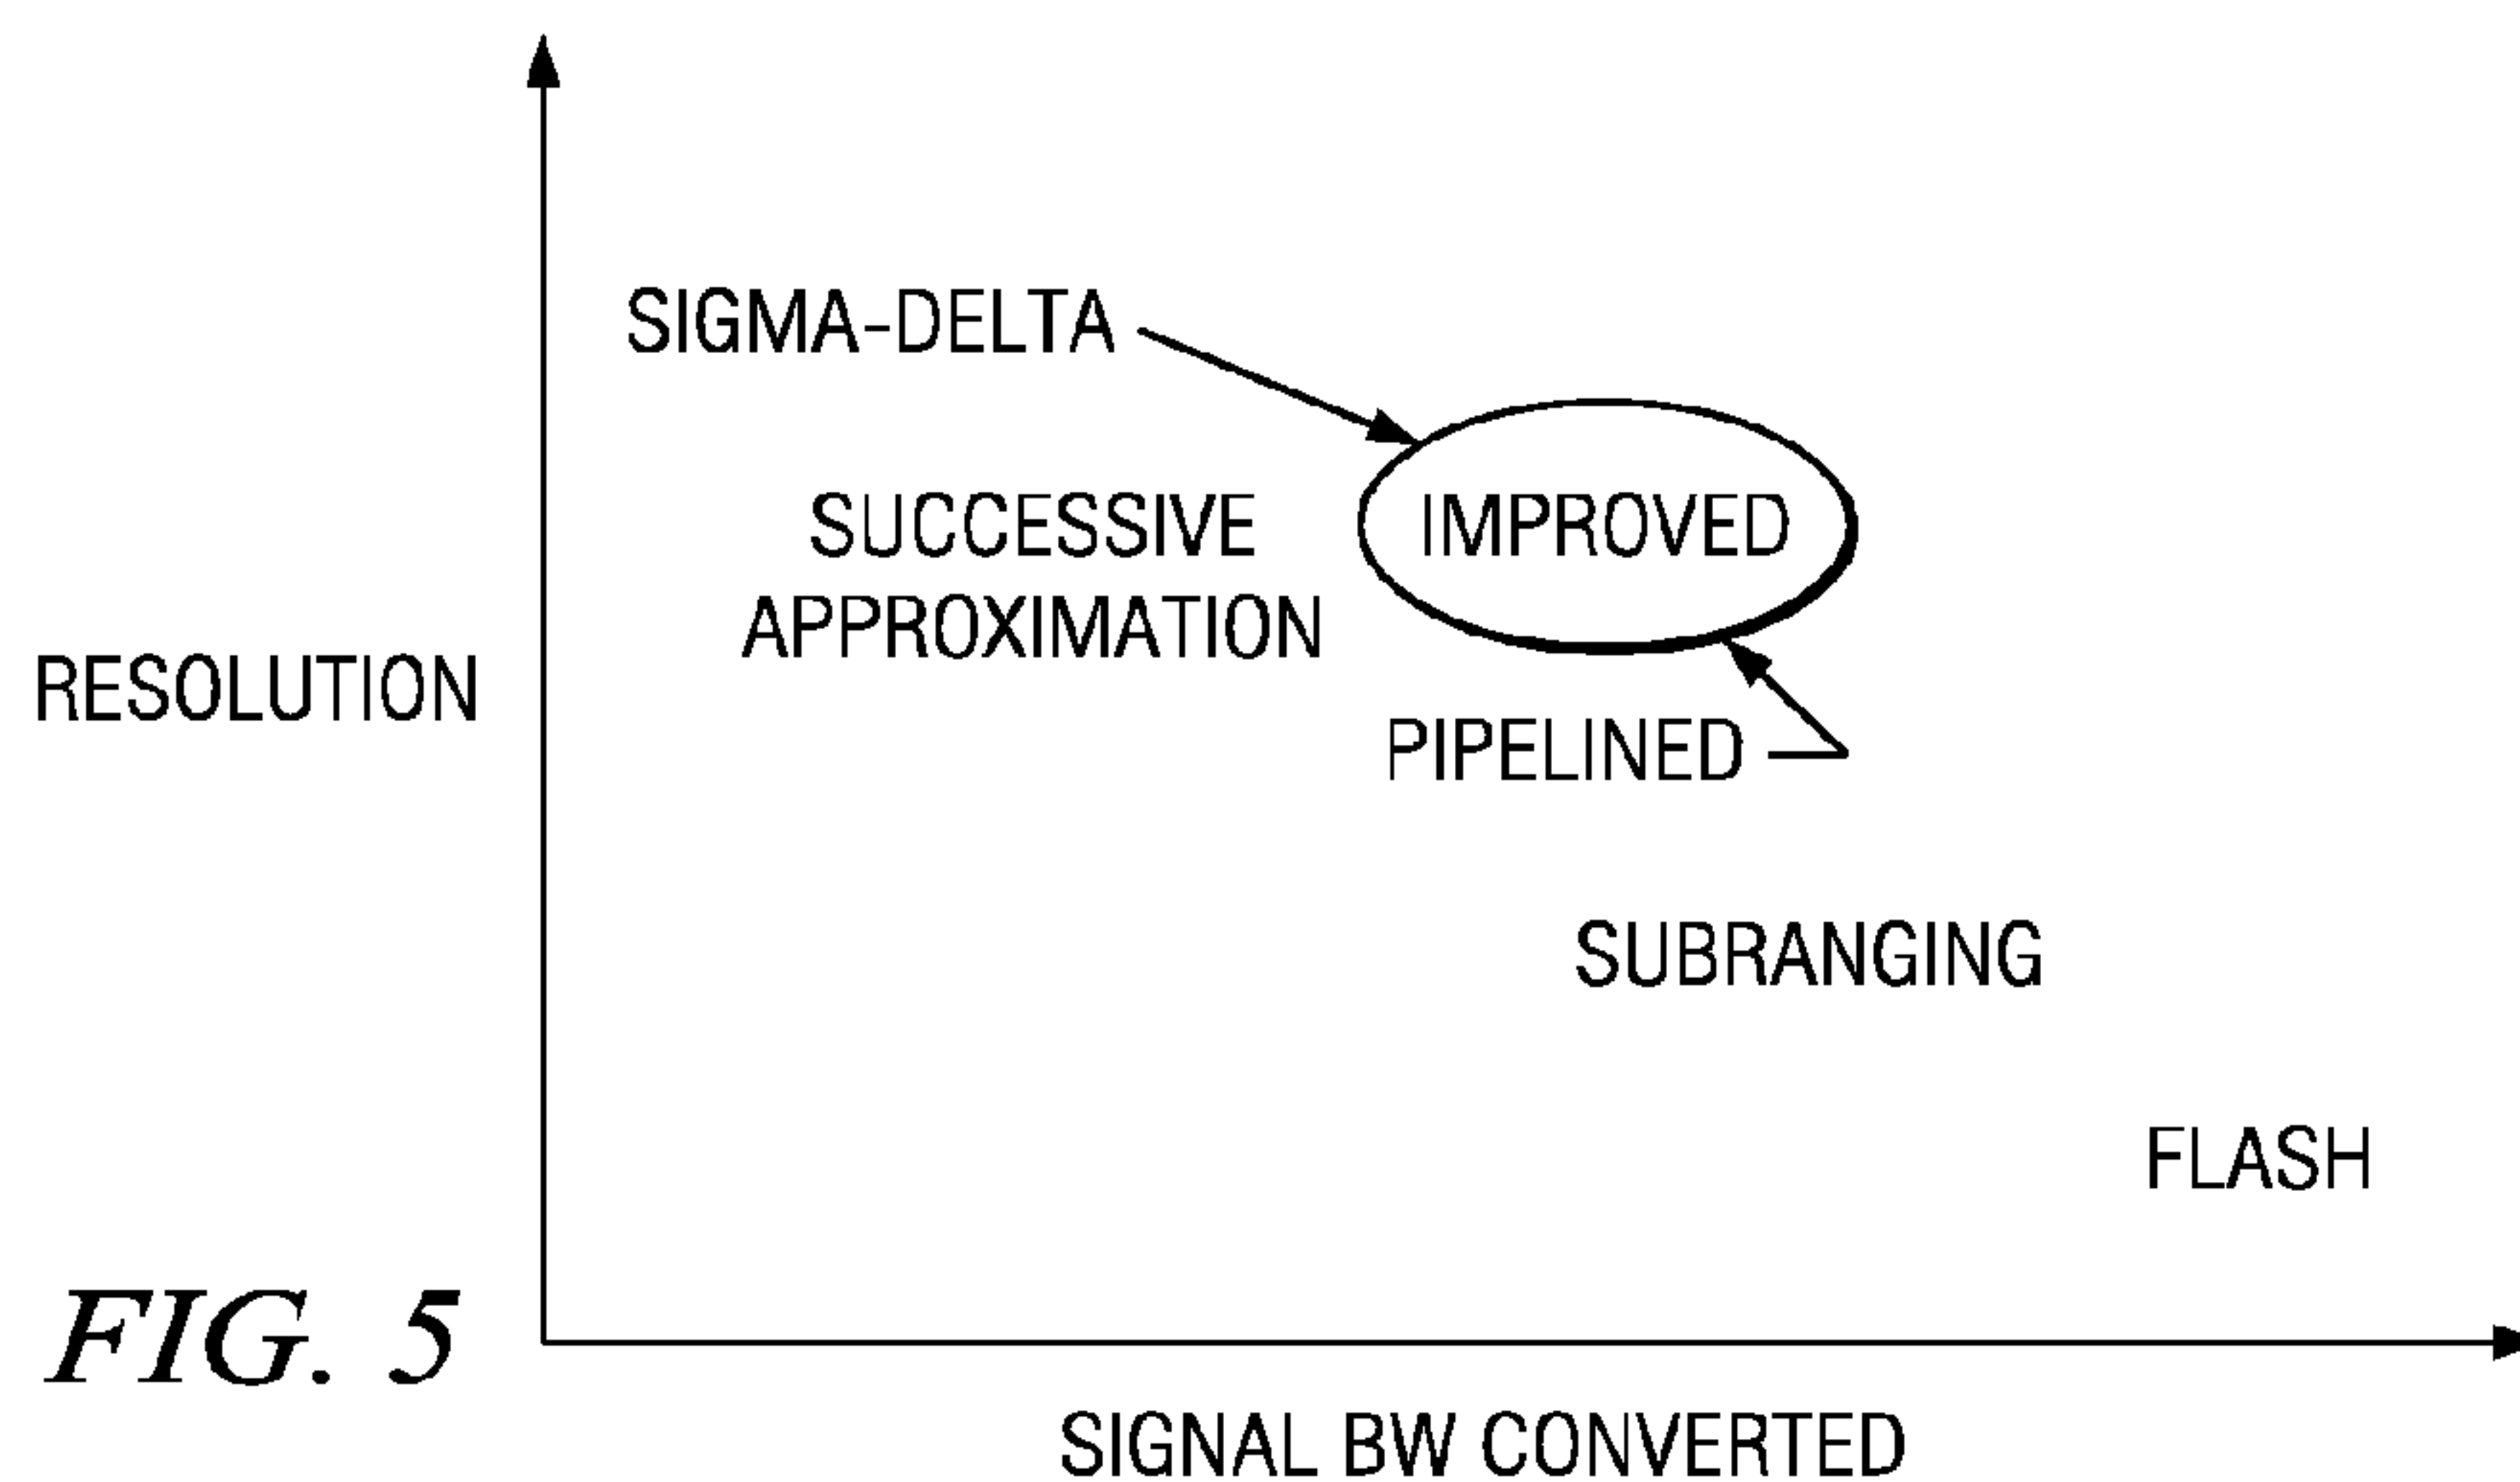 SIGMA-DELTA
SUCCESSIVE
APPROXIMATION
IMPROVED
RESOLUTION
PIPELINED
SUBRANGING
FLASH
FIG. 5
SIGNAL BW CONVERTED